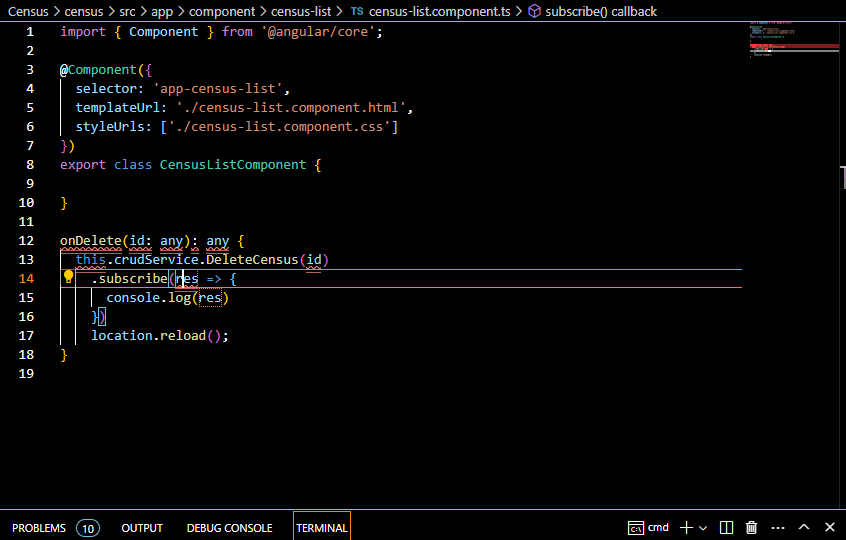 Census > census > src > app > component > census-list > TS census-list.component.ts > subscribe() callback
1 import { Component } from '@angular/core';
2
3 @Component({
4 selector: 'app-census-list',
5 templateUrl: './census-list.component.html',
6 styleUrls: ['./census-list.component.css']
7 })
8 export class CensusListComponent {
9
10 }
11
12 onDelete(id: any): any {
13 this.crudService.DeleteCensus(id)
14 .subscribe(res => {
15 console.log(res)
16 })
17 location.reload();
18 }
19
PROBLEMS 10 OUTPUT DEBUG CONSOLE TERMINAL cmd